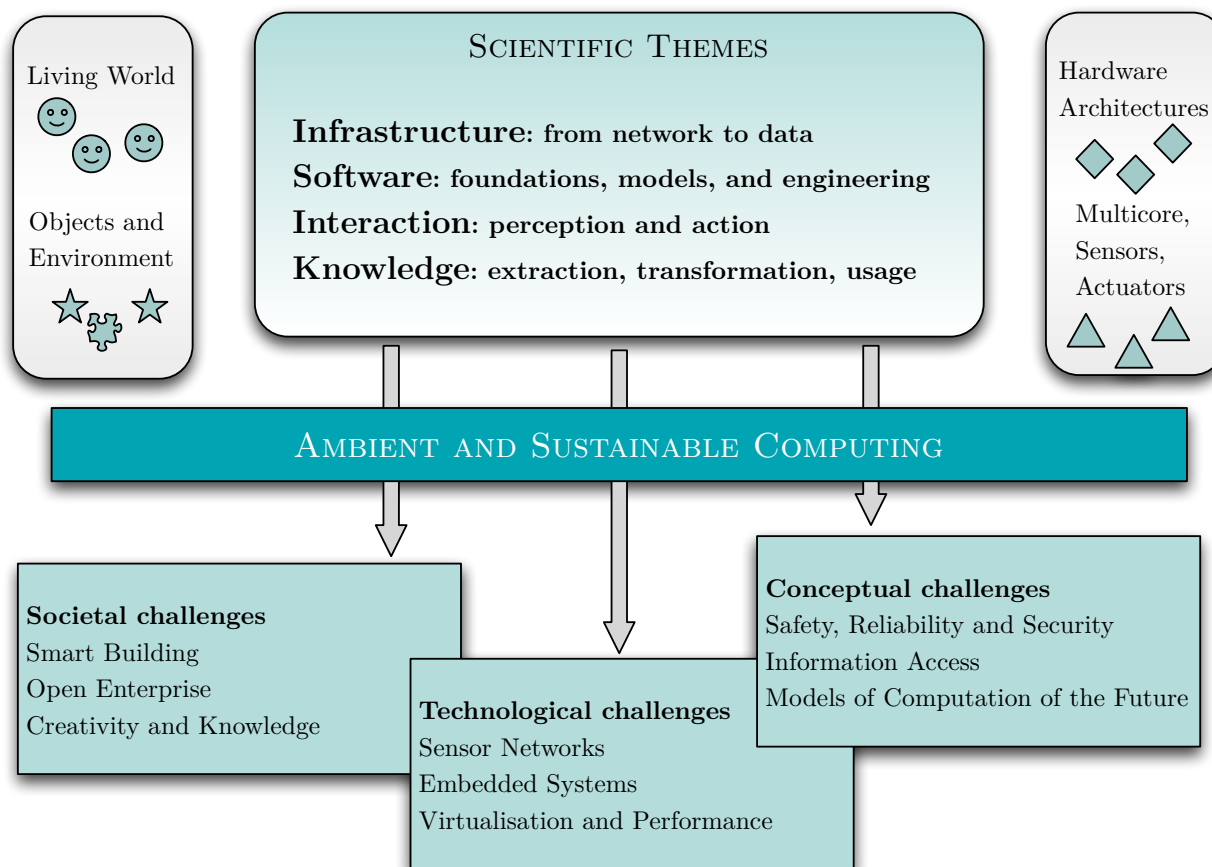 Living World
Objects and
Environment
SCIENTIFIC THEMES
Infrastructure: from network to data
Software: foundations, models, and engineering
Interaction: perception and action
Knowledge: extraction, transformation, usage
Hardware
Architectures
Multicore,
Sensors,
Actuators
AMBIENT AND SUSTAINABLE COMPUTING
Societal challenges
Smart Building
Open Enterprise
Creativity and Knowledge
Technological challenges
Sensor Networks
Embedded Systems
Virtualisation and Performance
Conceptual challenges
Safety, Reliability and Security
Information Access
Models of Computation of the Future